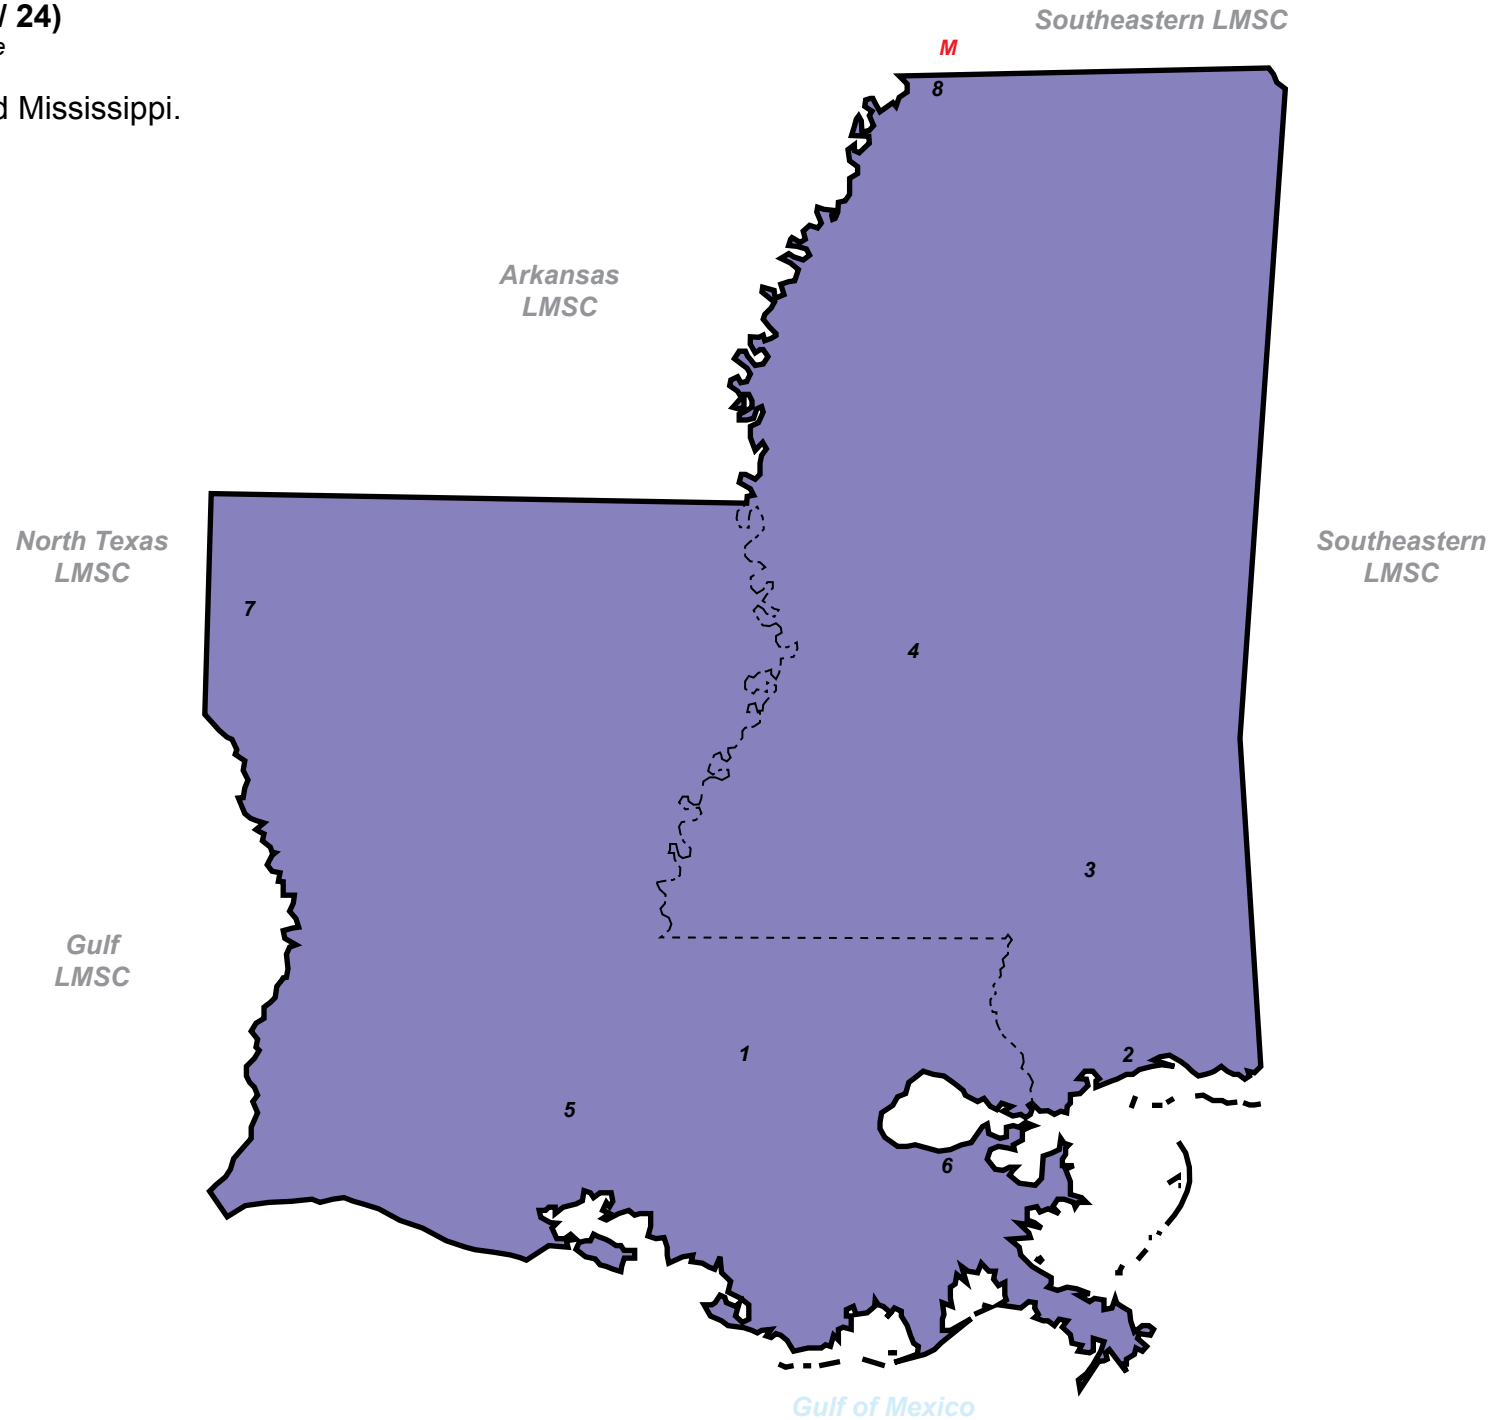 / 24)
e
d Mississippi.
Southeastern LMSC
M
8
Arkansas
LMSC
North Texas
LMSC
Southeastern
LMSC
7
4
3
Gulf
LMSC
1
2
5
6
Gulf of Mexico